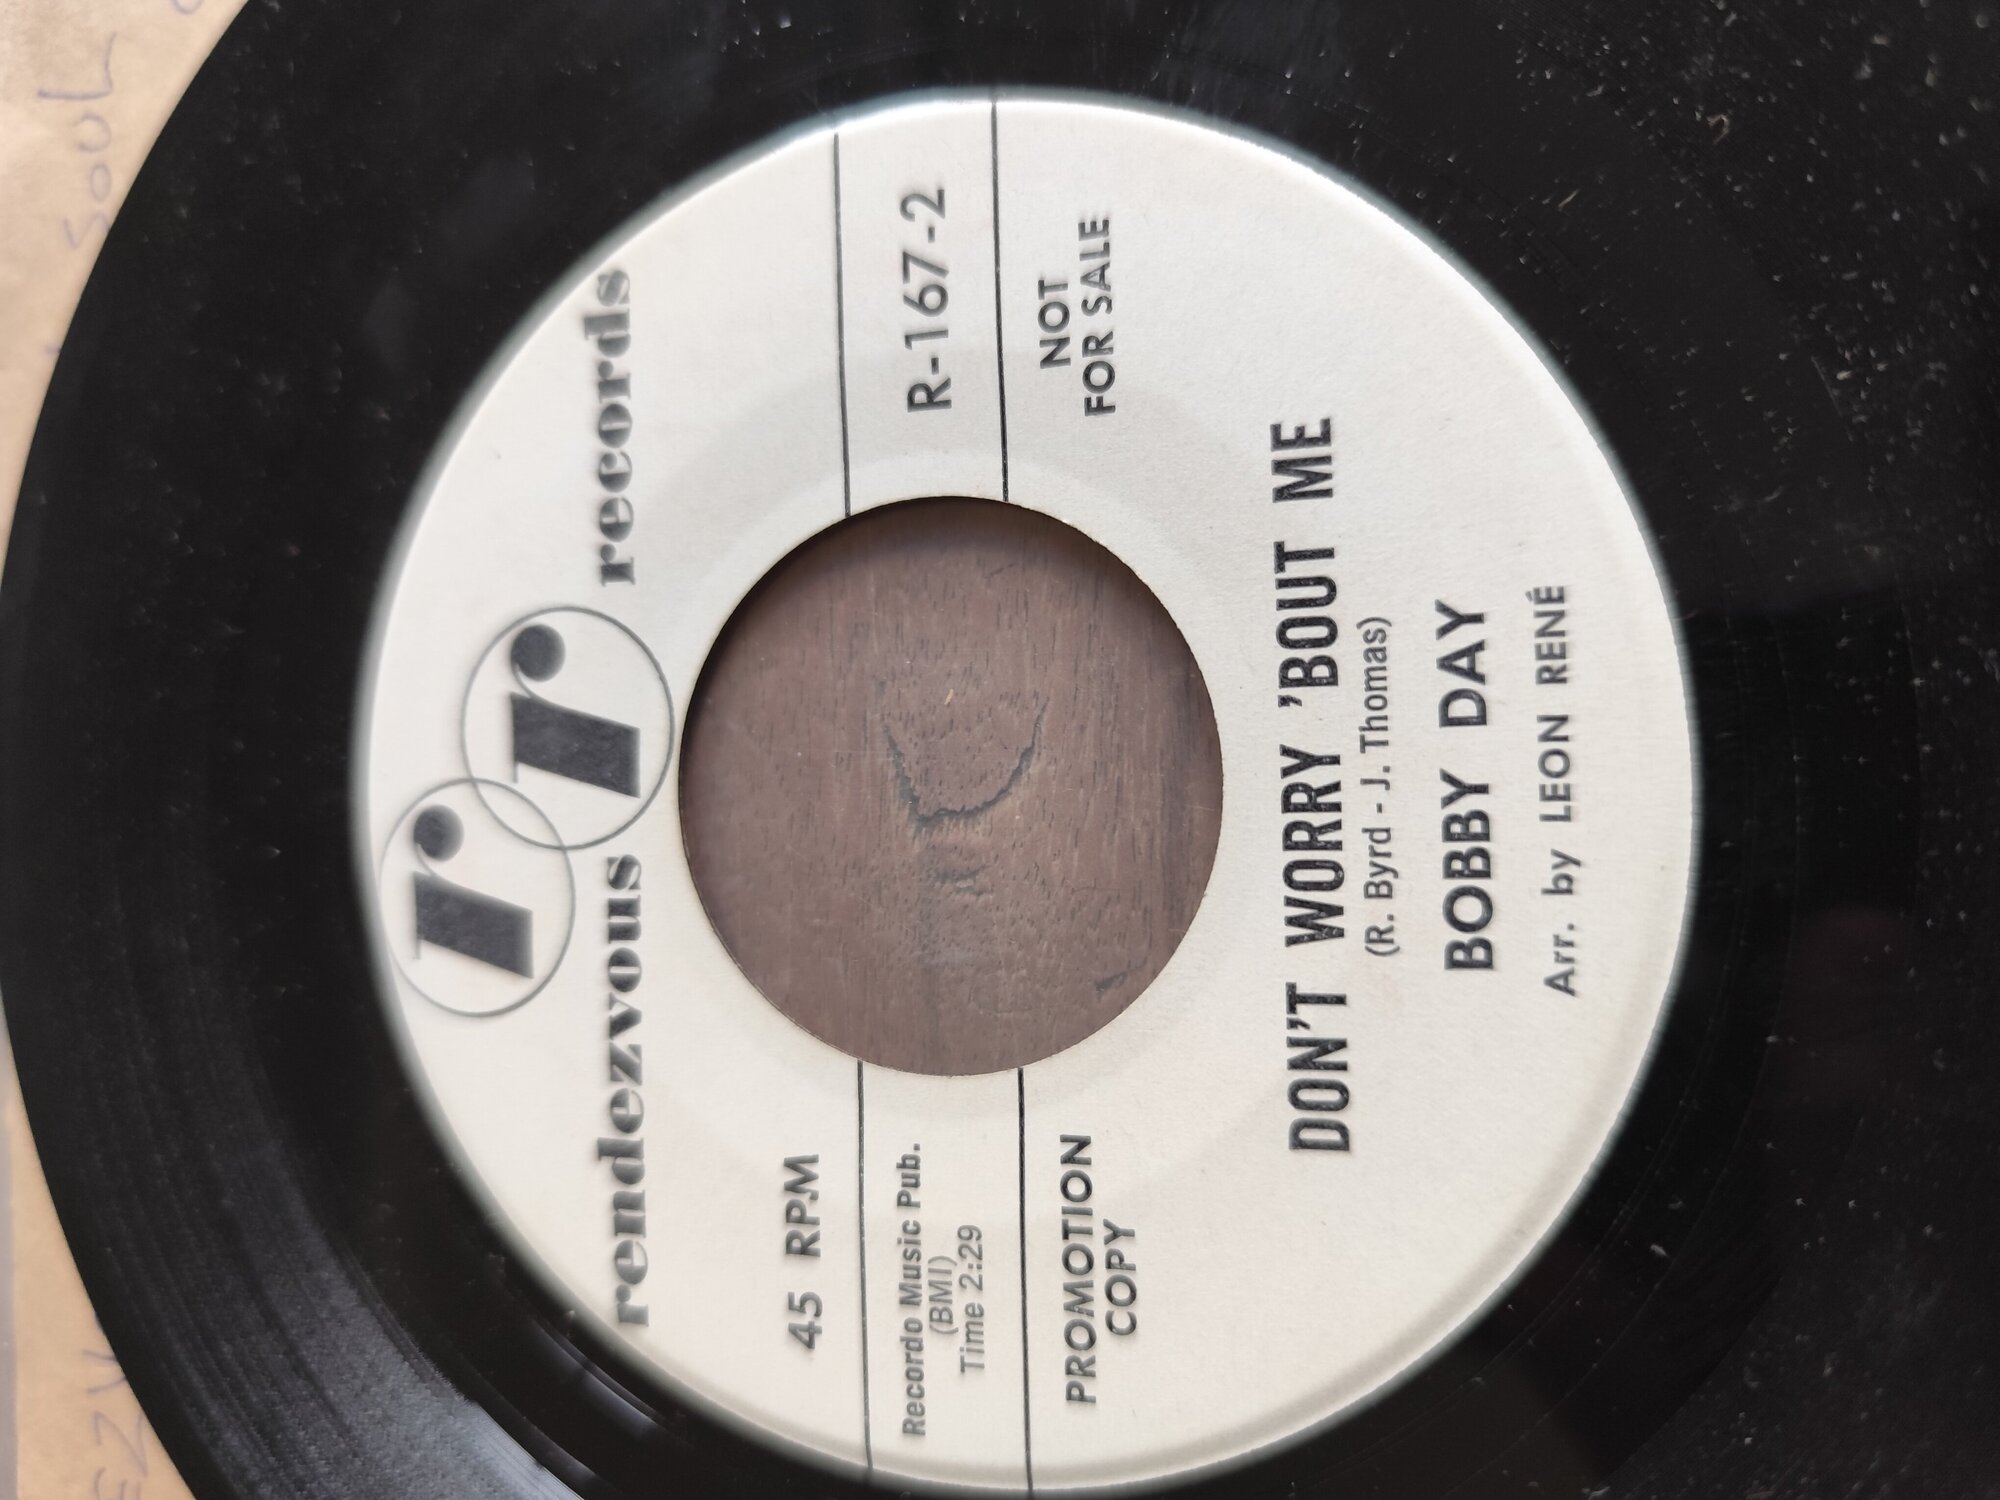 r r
rendezvous records
45 RPM
Recordo Music Pub.
(BMI)
Time 2:29
R-167-2
PROMOTION
COPY
NOT
FOR SALE
DON'T WORRY 'BOUT ME
(R. Byrd - J. Thomas)
BOBBY DAY
Arr. by LEON RENÉ
SOUL